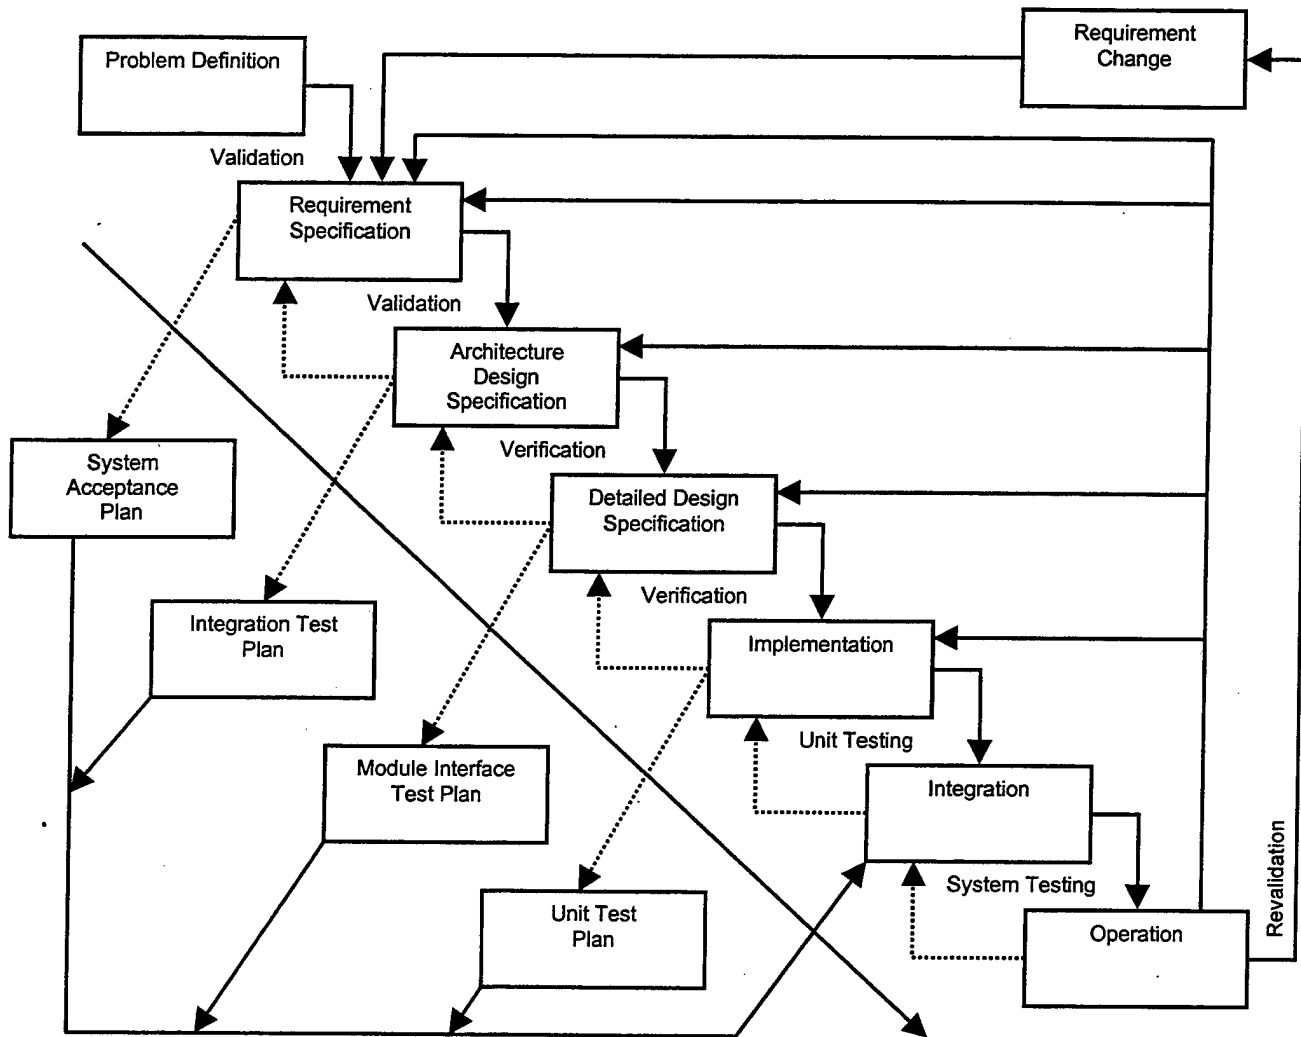 Problem Definition
Requirement
Change
Validation
Requirement
Specification
Validation
Architecture
Design
Specification
Verification
System
Acceptance
Plan
Detailed Design
Specification
Verification
Integration Test
Plan
Implementation
Unit Testing
Module Interface
Test Plan
Integration
System Testing
Unit Test
Plan
Operation
Revalidation